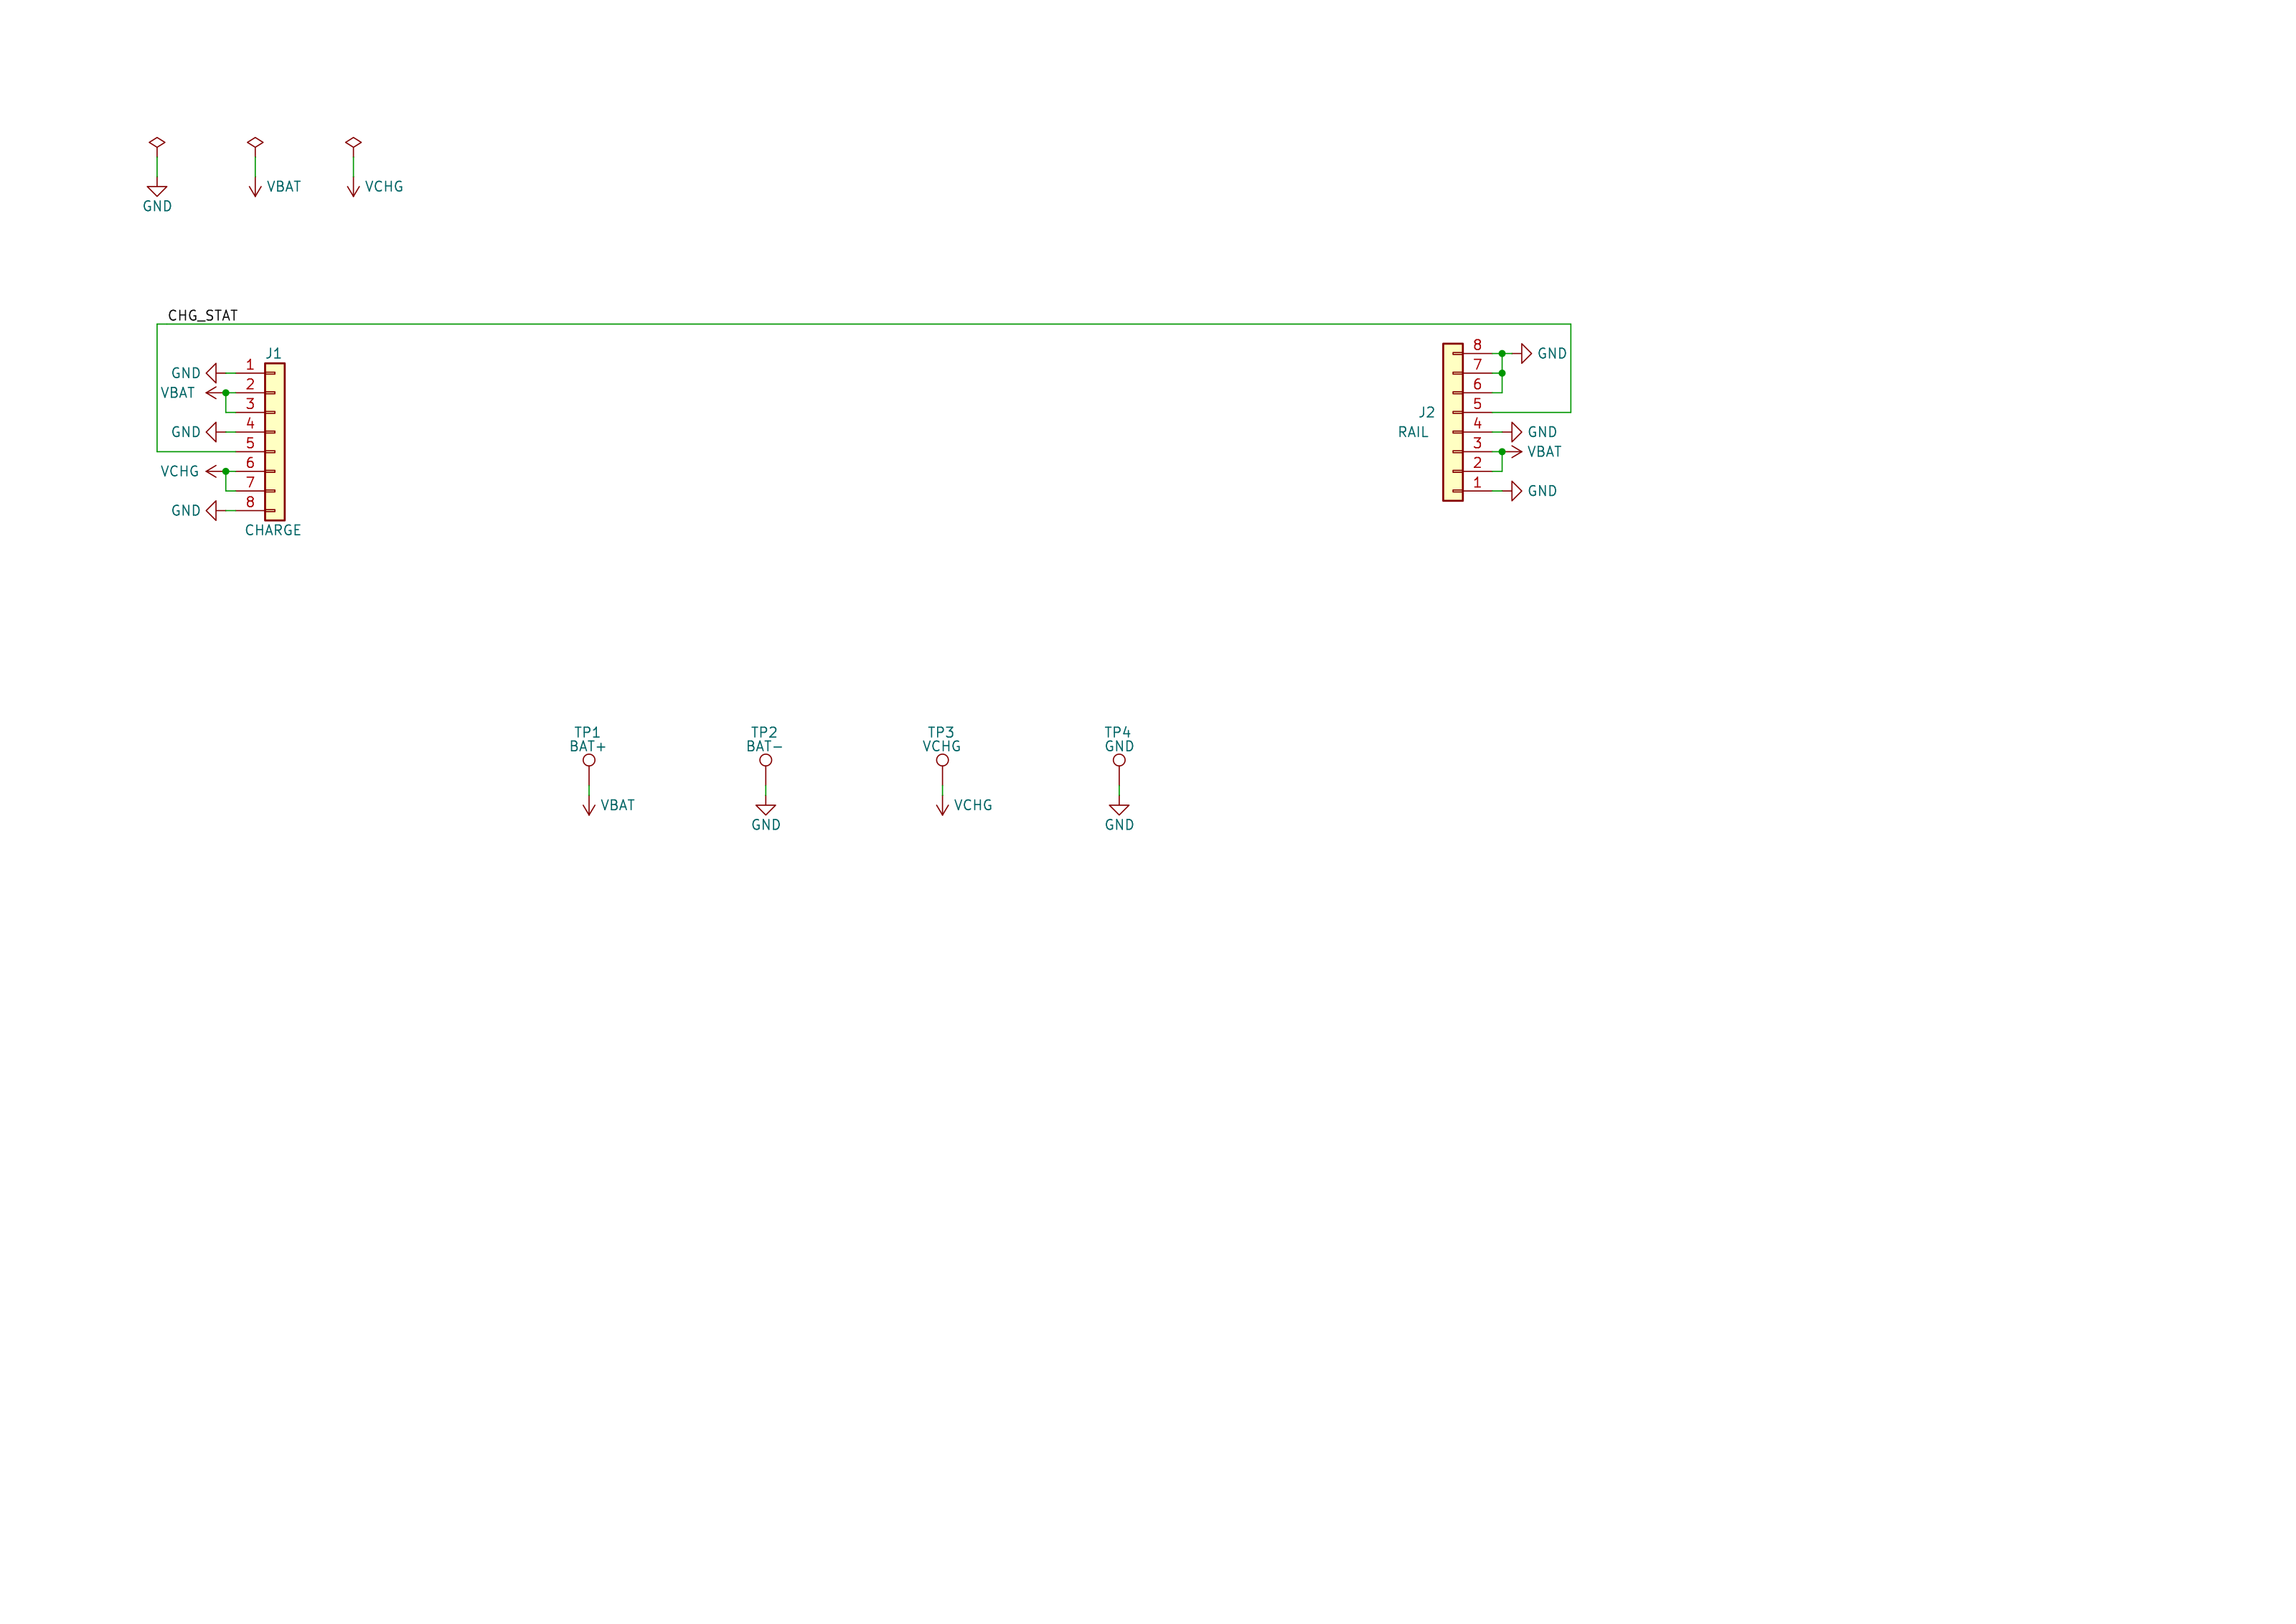 GND
VBAT
VCHG
CHG_STAT
J1
GND
1
VBAT
2
3
GND
4
5
VCHG
6
7
GND
8
CHARGE
8
GND
7
6
J2
5
RAIL
4
GND
3
VBAT
2
1
GND
TP1
BAT+
VBAT
TP2
BAT-
GND
TP3
VCHG
VCHG
TP4
GND
GND